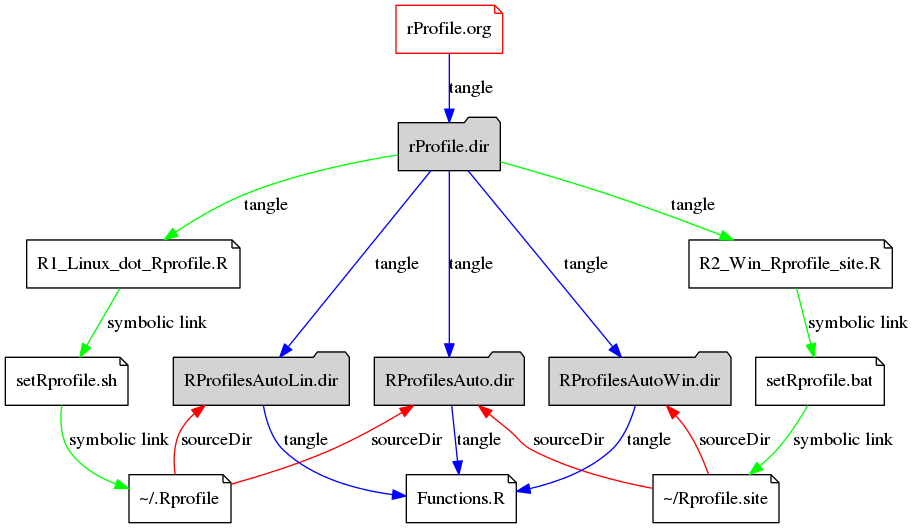 rProfile.org
tangle
rProfile.dir
tangle
tangle
R1_Linux_dot_Rprofile.R
tangle
tangle
tangle
R2_Win_Rprofile_site.R
symbolic link
symbolic link
setRprofile.sh
RProfilesAutoLin.dir
RProfilesAuto.dir
RProfilesAutoWin.dir
setRprofile.bat
symbolic link
sourceDir
tangle
sourceDir
tangle
sourceDir
tangle
sourceDir
symbolic link
~/.Rprofile
Functions.R
~/Rprofile.site